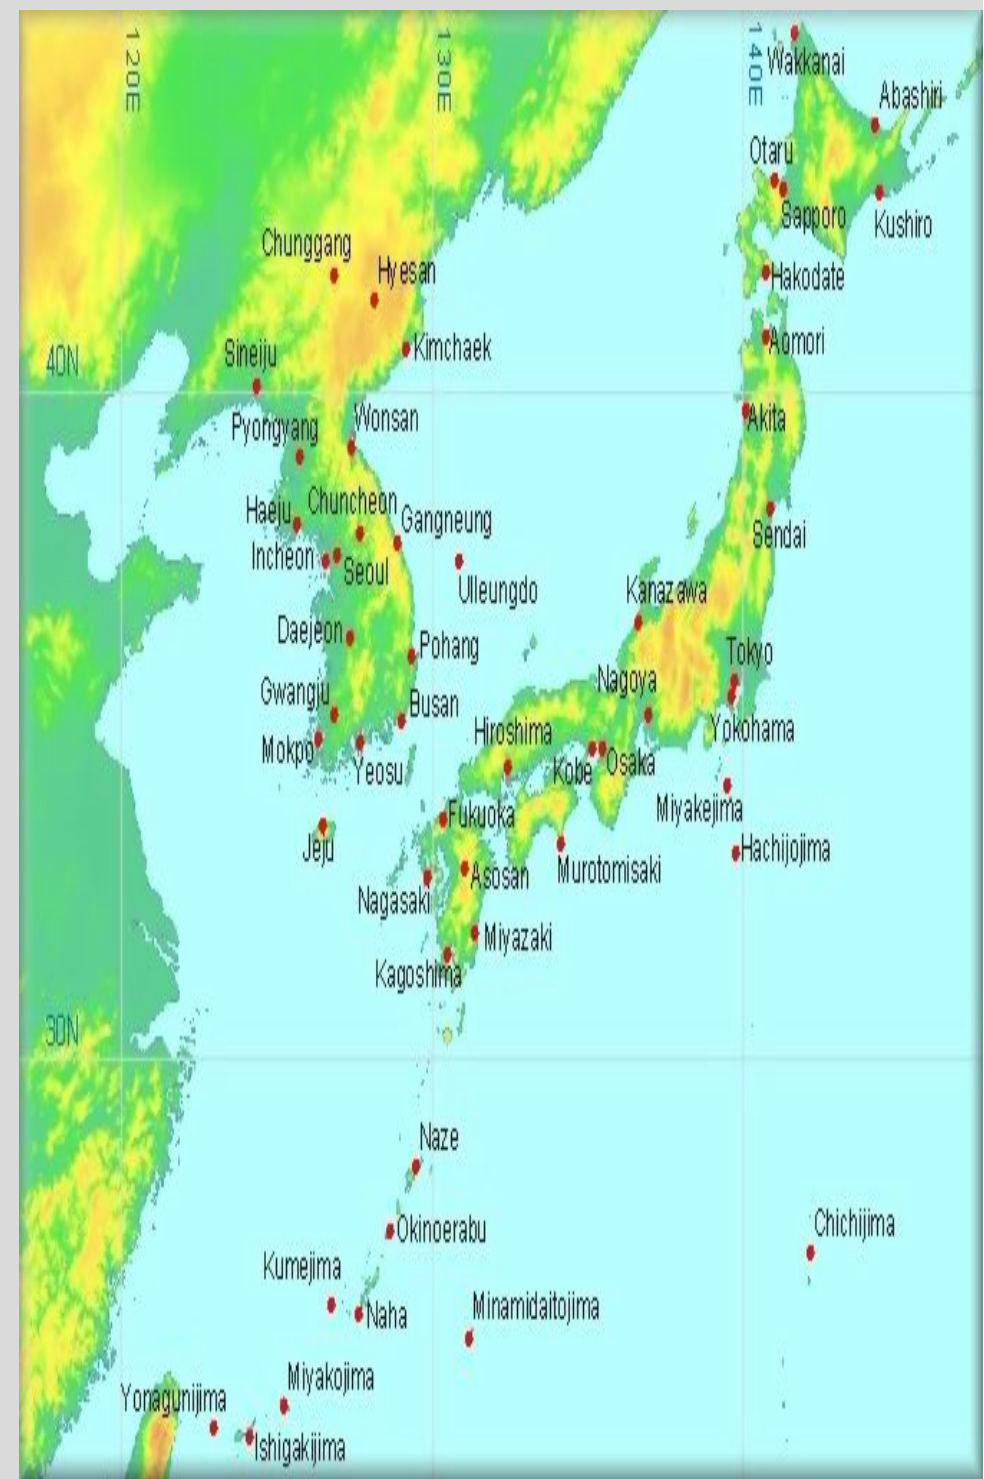 120E
130E
140E
Wakkanai
Abashiri
Otaru
Sapporo
Kushiro
Chunggang
Hyesan
Hakodate
Aomori
Kimchaek
Sineiju
40N
Akita
Wonsan
Pyongyang
Chuncheon
Haeju
Gangneung
Sendai
Incheon
Seoul
Ulleungdo
Kanazawa
Daejeon
Pohang
Tokyo
Nagoya
Gwangju
Busan
Yokohama
Hiroshima
Mokpo
Yeosu
Kobe
Osaka
Miyakejima
Fukuoka
Jeju
Hachijojima
Murotomisaki
Asosan
Nagasaki
Miyazaki
Kagoshima
30N
Naze
Okinoerabu
Chichijima
Kumejima
Naha
Minamidaitojima
Miyakojima
Yonagunijima
Ishigakijima